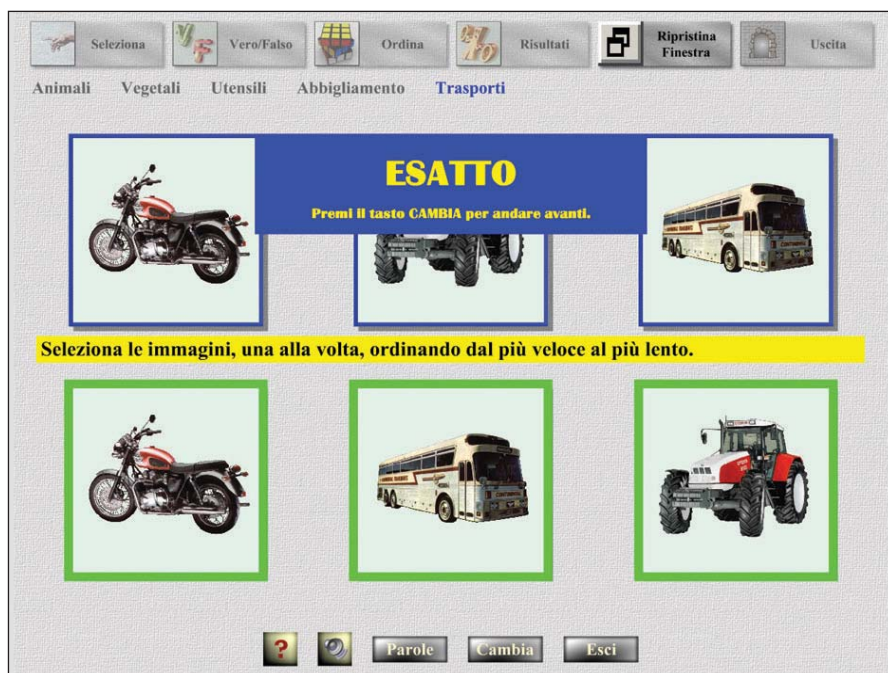 Seleziona
Vero/Falso
Ordina
Risultati
Ripristina
Finestra
Uscita
Animali Vegetali Utensili Abbigliamento Trasporti
ESATTO
Premi il tasto CAMBIA per andare avanti.
Seleziona le immagini, una alla volta, ordinando dal più veloce al più lento.
? Parole Cambia Esci